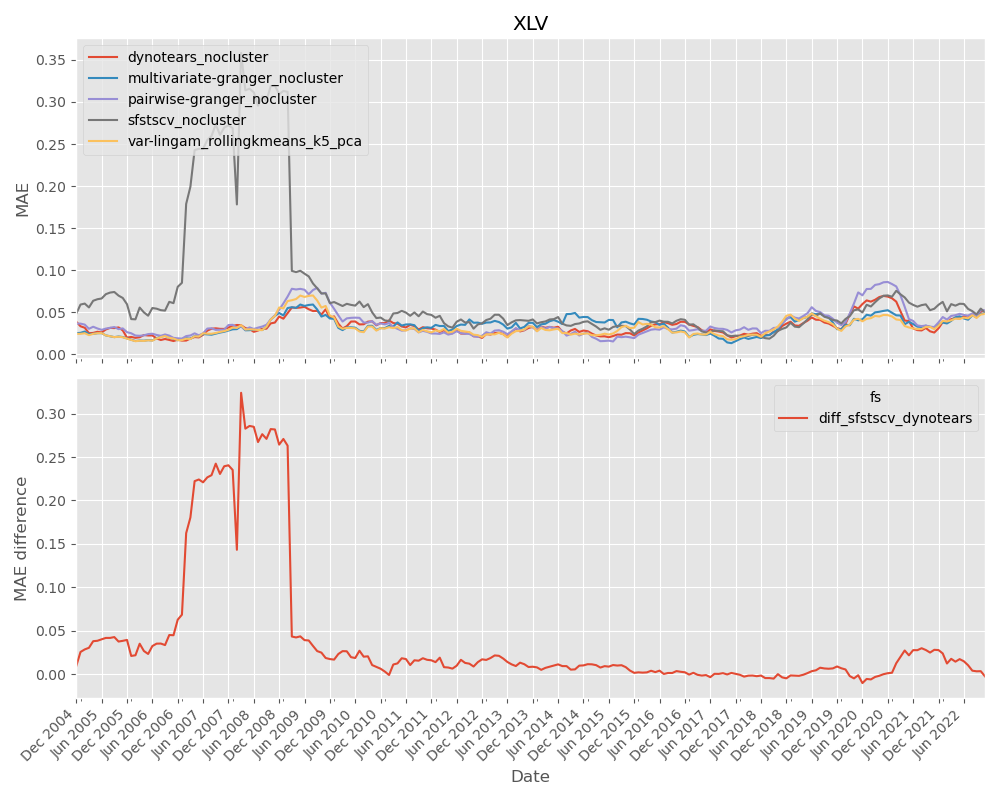 XLV
dynotears_nocluster
multivariate-granger_nocluster
pairwise-granger_nocluster
sfstscv_nocluster
var-lingam_rollingkmeans_k5_pca
MAE
0.35
0.30
0.25
0.20
0.15
0.10
0.05
0.00
fs
diff_sfstscv_dynotears
MAE difference
0.30
0.25
0.20
0.15
0.10
0.05
0.00
Dec 2004
Jun 2005
Dec 2005
Jun 2006
Dec 2006
Jun 2007
Dec 2007
Jun 2008
Dec 2008
Jun 2009
Dec 2009
Jun 2010
Dec 2010
Jun 2011
Dec 2011
Jun 2012
Dec 2012
Jun 2013
Dec 2013
Jun 2014
Dec 2014
Jun 2015
Dec 2015
Jun 2016
Dec 2016
Jun 2017
Dec 2017
Jun 2018
Dec 2018
Jun 2019
Dec 2019
Jun 2020
Dec 2020
Jun 2021
Dec 2021
Jun 2022
Date